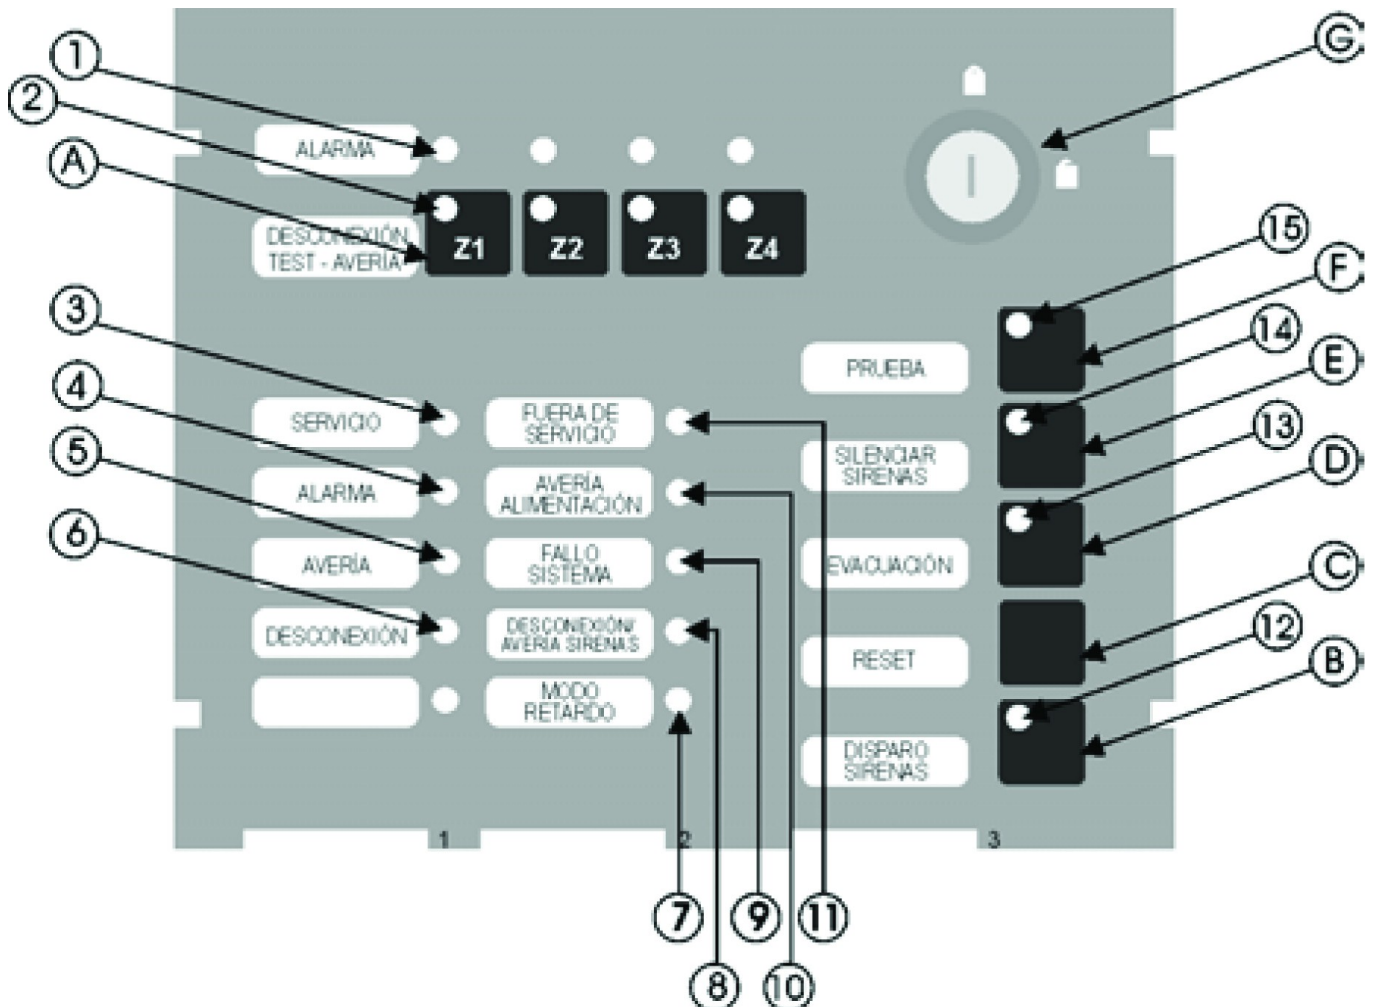 1
2
A
G
ALARMA
DESCONEXIÓN
TEST - AVERÍA
Z1
Z2
Z3
Z4
15
F
14
E
13
D
C
12
B
3
4
5
6
SERVICIO
FUERA DE
SERVICIO
ALARMA
AVERÍA
ALIMENTACIÓN
AVERÍA
FALLO
SISTEMA
DESCONEXIÓN
DESCONEXIÓN/
AVERÍA SIRENAS
MODO
RETARDO
PRUEBA
SILENCIAR
SIRENAS
EVACUACIÓN
RESET
DISPARO
SIRENAS
1
2
3
7
9
11
8
10